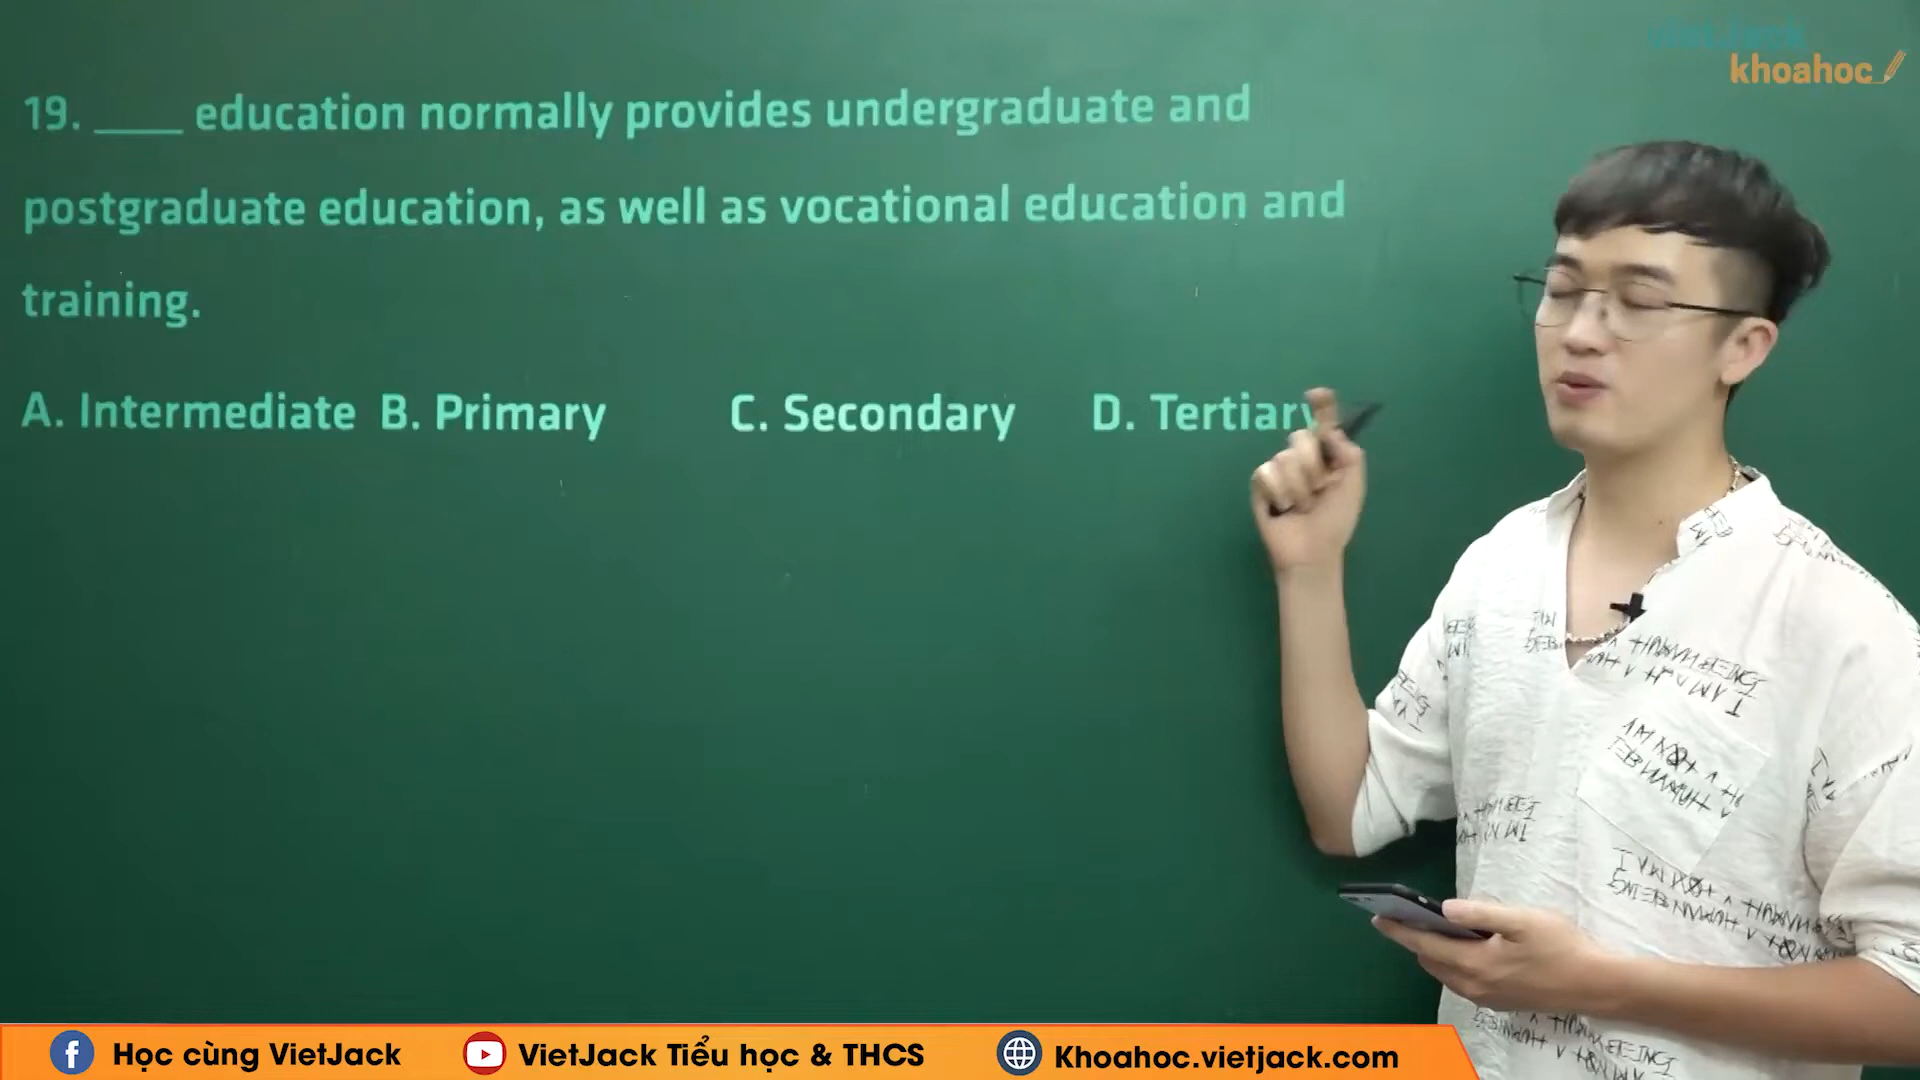 vietJack
khoahoc
19. ____ education normally provides undergraduate and
postgraduate education, as well as vocational education and
training.
A. Intermediate B. Primary C. Secondary D. Tertiary
Học cùng VietJack
VietJack Tiểu học & THCS
Khoahoc.vietjack.com